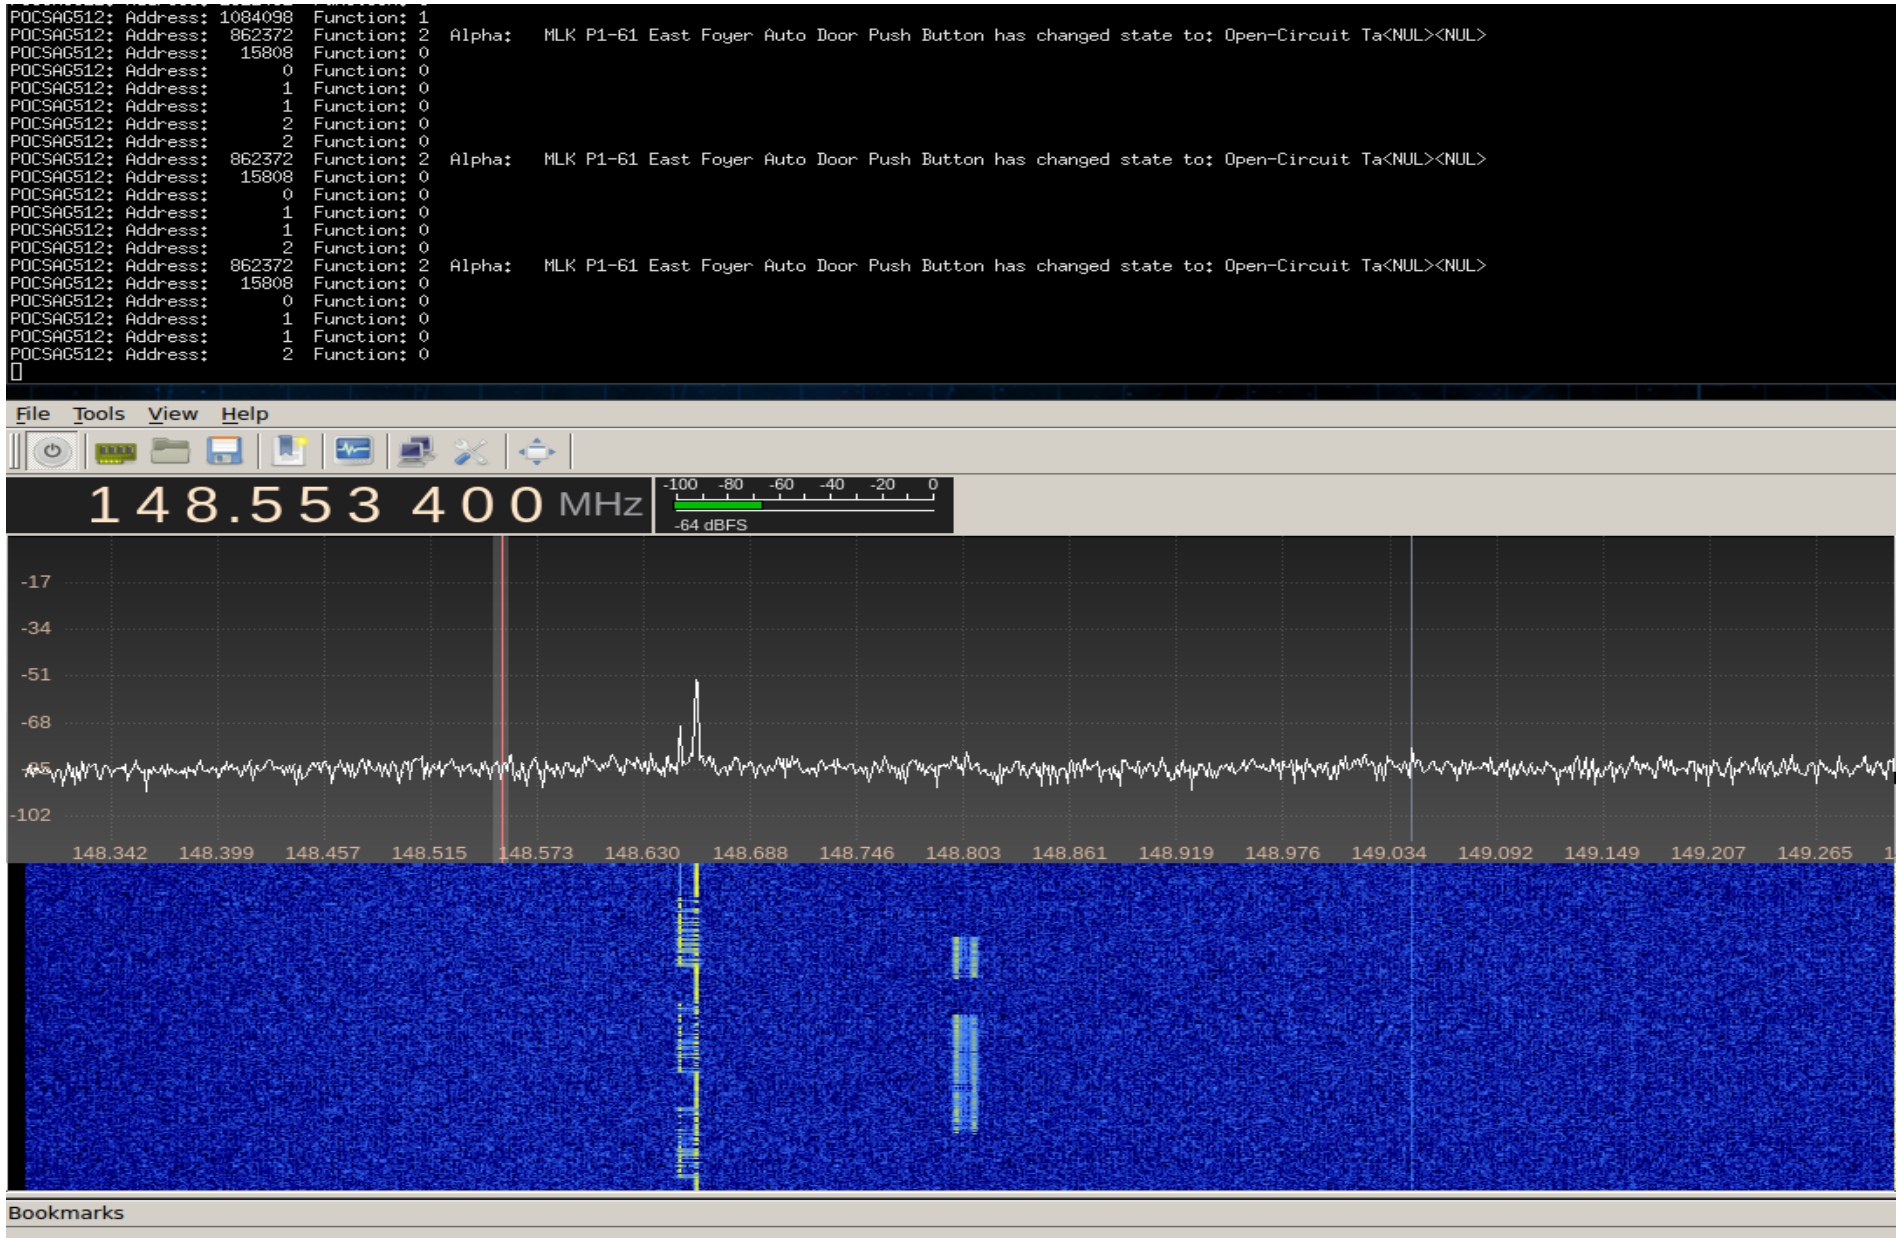 POCSAG512: Address: 1084098  Function: 1
POCSAG512: Address:  862372  Function: 2  Alpha:   MLK P1-61 East Foyer Auto Door Push Button has changed state to: Open-Circuit Ta<NUL><NUL>
POCSAG512: Address:   15808  Function: 0
POCSAG512: Address:       0  Function: 0
POCSAG512: Address:       1  Function: 0
POCSAG512: Address:       1  Function: 0
POCSAG512: Address:       2  Function: 0
POCSAG512: Address:       2  Function: 0
POCSAG512: Address:  862372  Function: 2  Alpha:   MLK P1-61 East Foyer Auto Door Push Button has changed state to: Open-Circuit Ta<NUL><NUL>
POCSAG512: Address:   15808  Function: 0
POCSAG512: Address:       0  Function: 0
POCSAG512: Address:       1  Function: 0
POCSAG512: Address:       1  Function: 0
POCSAG512: Address:       2  Function: 0
POCSAG512: Address:  862372  Function: 2  Alpha:   MLK P1-61 East Foyer Auto Door Push Button has changed state to: Open-Circuit Ta<NUL><NUL>
POCSAG512: Address:   15808  Function: 0
POCSAG512: Address:       0  Function: 0
POCSAG512: Address:       1  Function: 0
POCSAG512: Address:       1  Function: 0
POCSAG512: Address:       2  Function: 0
File Tools View Help
148.553 400 MHz
-100 -80 -60 -40 -20 0
-64 dBFS
-17
-34
-51
-68
-85
-102
148.342 148.399 148.457 148.515 148.573 148.630 148.688 148.746 148.803 148.861 148.919 148.976 149.034 149.092 149.149 149.207 149.265 1
Bookmarks